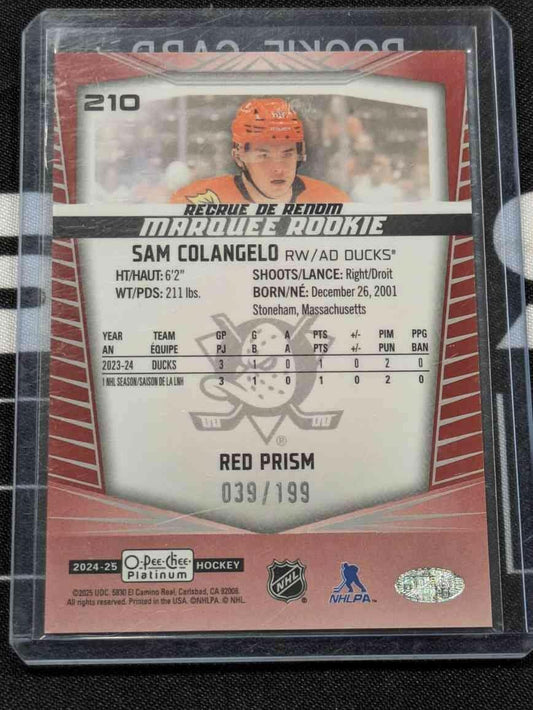 ROOKIE CARD
210
RECRUE DE RENOM
MARQUEE ROOKIE
SAM COLANGELO RW/AD DUCKS®
HT/HAUT: 6'2" SHOOTS/LANCE: Right/Droit
WT/PDS: 211 lbs. BORN/NÉ: December 26, 2001
Stoneham, Massachusetts
YEAR TEAM GP G A PTS +/- PIM PPG
AN ÉQUIPE PJ B A PTS +/- PUN BAN
2023-24 DUCKS 3 1 0 1 0 2 0
1 NHL SEASON/SAISON DE LA LNH 3 1 0 1 0 2 0
®
RED PRISM
039/199
2024-25 O-Pee-Chee Platinum HOCKEY
NHL
NHLPA
©2025 UDC. 5830 El Camino Real, Carlsbad, CA 92008.
All rights reserved. Printed in the USA. ©NHLPA. © NHL.